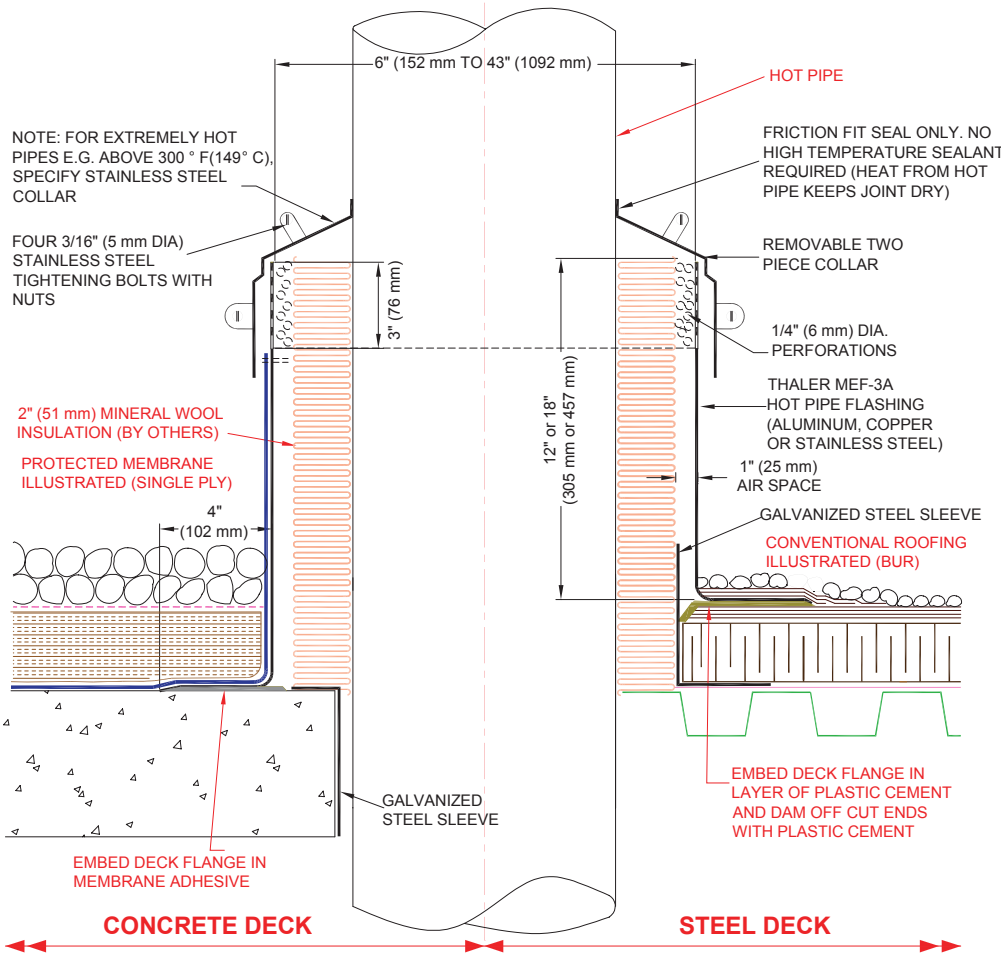 6" (152 mm TO 43" (1092 mm)
HOT PIPE
NOTE: FOR EXTREMELY HOT
PIPES E.G. ABOVE 300 ° F(149° C),
SPECIFY STAINLESS STEEL
COLLAR
FRICTION FIT SEAL ONLY. NO
HIGH TEMPERATURE SEALANT
REQUIRED (HEAT FROM HOT
PIPE KEEPS JOINT DRY)
FOUR 3/16" (5 mm DIA)
STAINLESS STEEL
TIGHTENING BOLTS WITH
NUTS
REMOVABLE TWO
PIECE COLLAR
3" (76 mm)
1/4" (6 mm) DIA.
PERFORATIONS
THALER MEF-3A
HOT PIPE FLASHING
(ALUMINUM, COPPER
OR STAINLESS STEEL)
2" (51 mm) MINERAL WOOL
INSULATION (BY OTHERS)
12" or 18"
(305 mm or 457 mm)
PROTECTED MEMBRANE
ILLUSTRATED (SINGLE PLY)
1" (25 mm)
AIR SPACE
4"
(102 mm)
GALVANIZED STEEL SLEEVE
CONVENTIONAL ROOFING
ILLUSTRATED (BUR)
EMBED DECK FLANGE IN
LAYER OF PLASTIC CEMENT
AND DAM OFF CUT ENDS
WITH PLASTIC CEMENT
GALVANIZED
STEEL SLEEVE
EMBED DECK FLANGE IN
MEMBRANE ADHESIVE
CONCRETE DECK
STEEL DECK